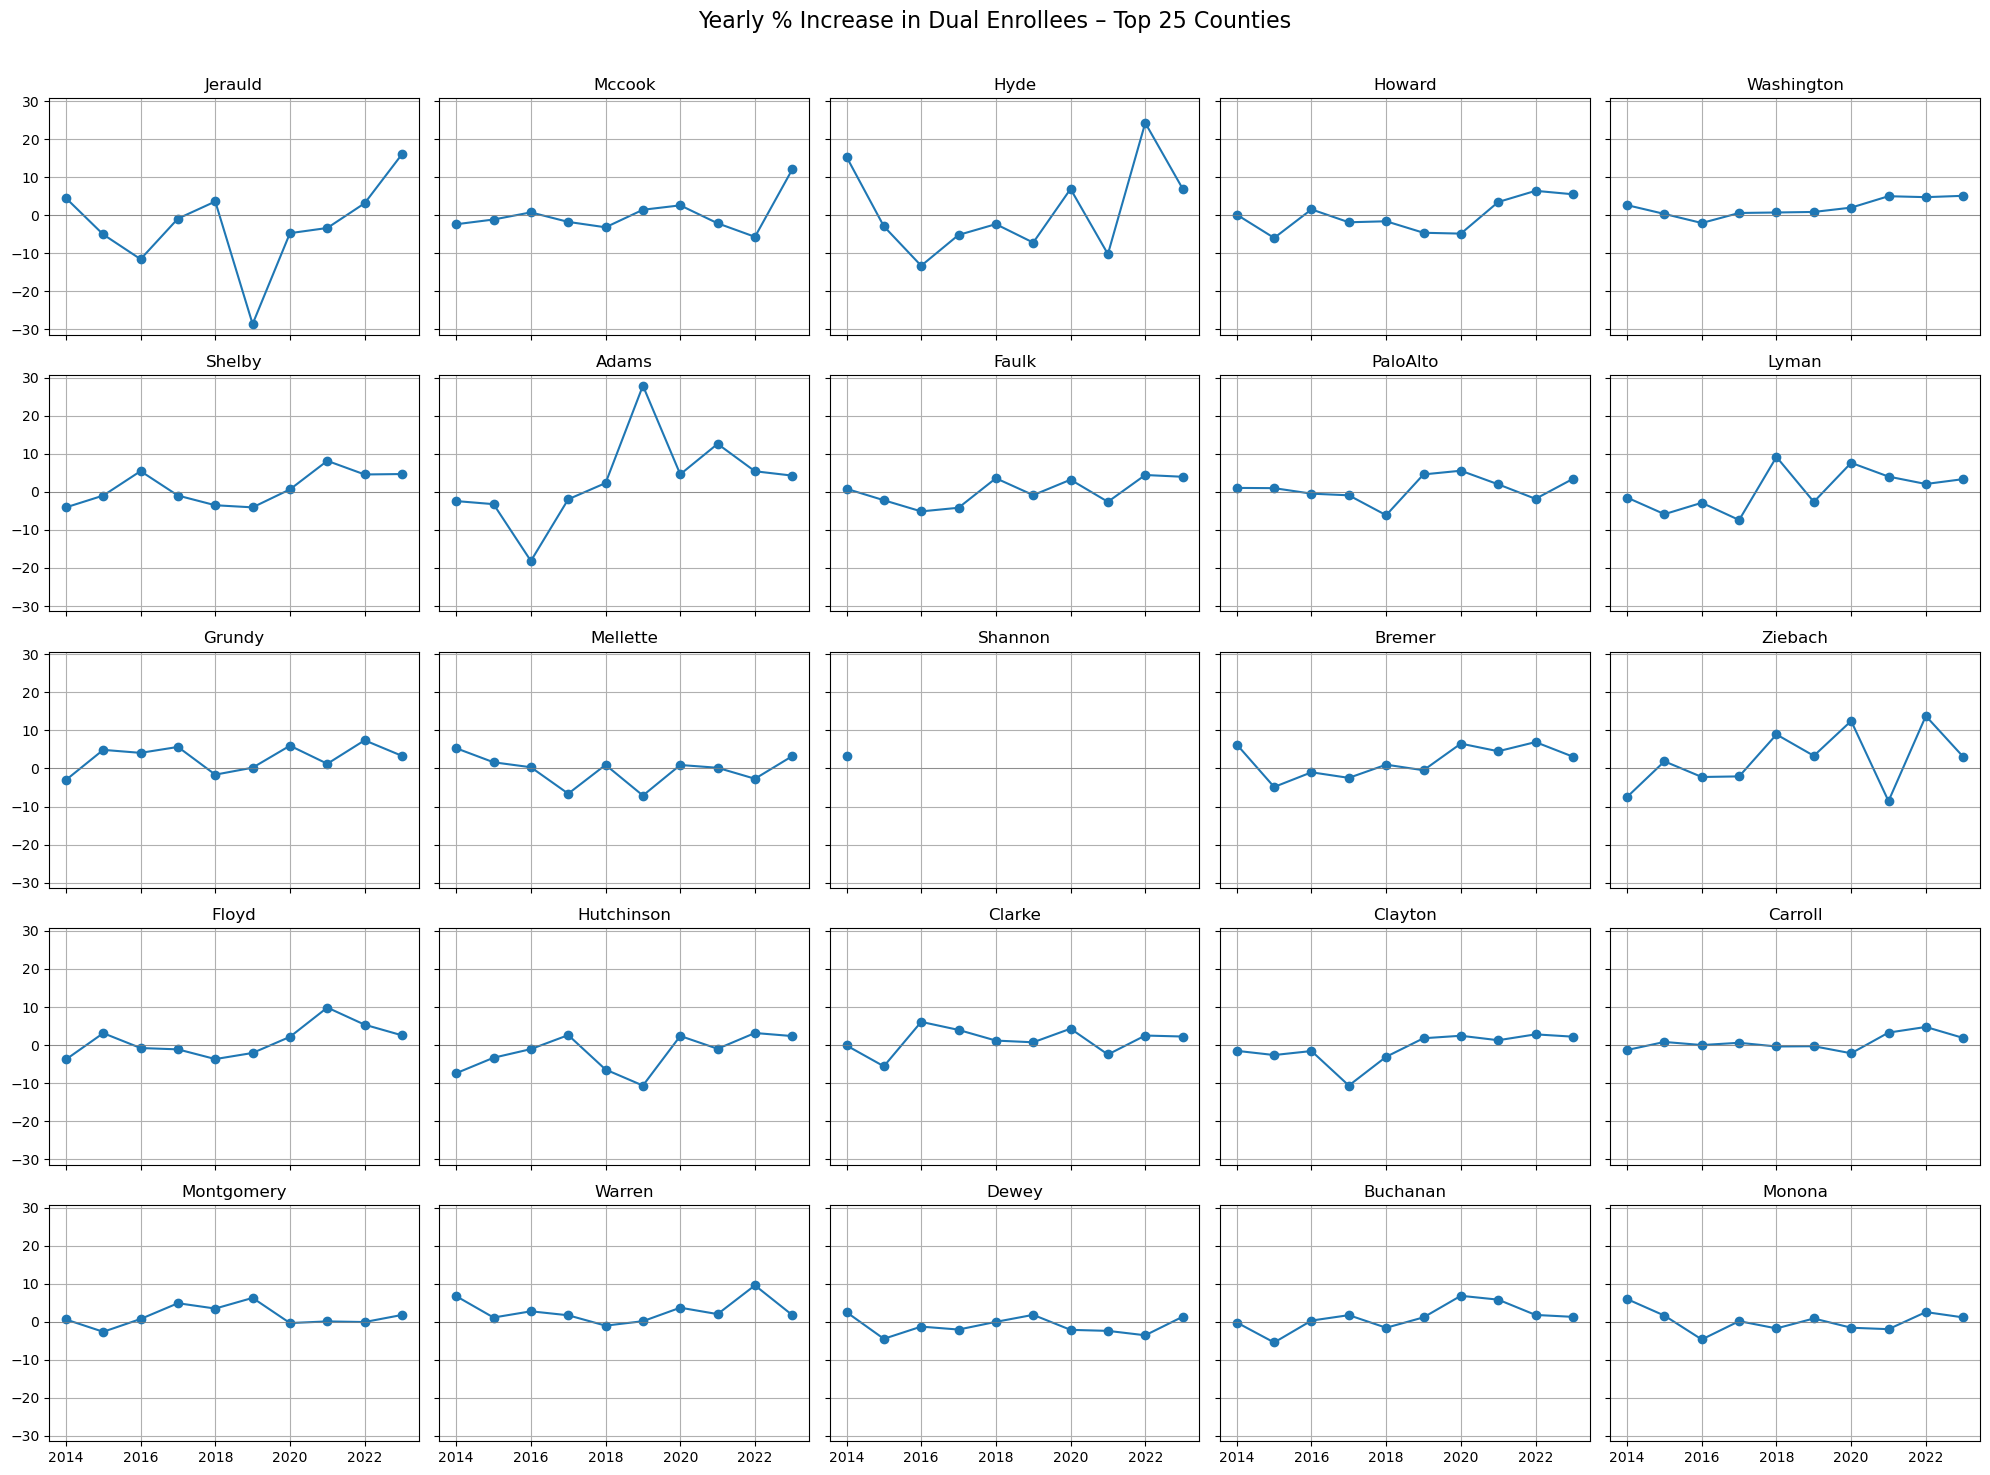 Yearly % Increase in Dual Enrollees – Top 25 Counties
Jerauld
Mccook
Hyde
Howard
Washington
30
20
10
0
−10
−20
−30
Shelby
Adams
Faulk
PaloAlto
Lyman
30
20
10
0
−10
−20
−30
Grundy
Mellette
Shannon
Bremer
Ziebach
30
20
10
0
−10
−20
−30
Floyd
Hutchinson
Clarke
Clayton
Carroll
30
20
10
0
−10
−20
−30
Montgomery
Warren
Dewey
Buchanan
Monona
30
20
10
0
−10
−20
−30
2014 2016 2018 2020 2022
2014 2016 2018 2020 2022
2014 2016 2018 2020 2022
2014 2016 2018 2020 2022
2014 2016 2018 2020 2022